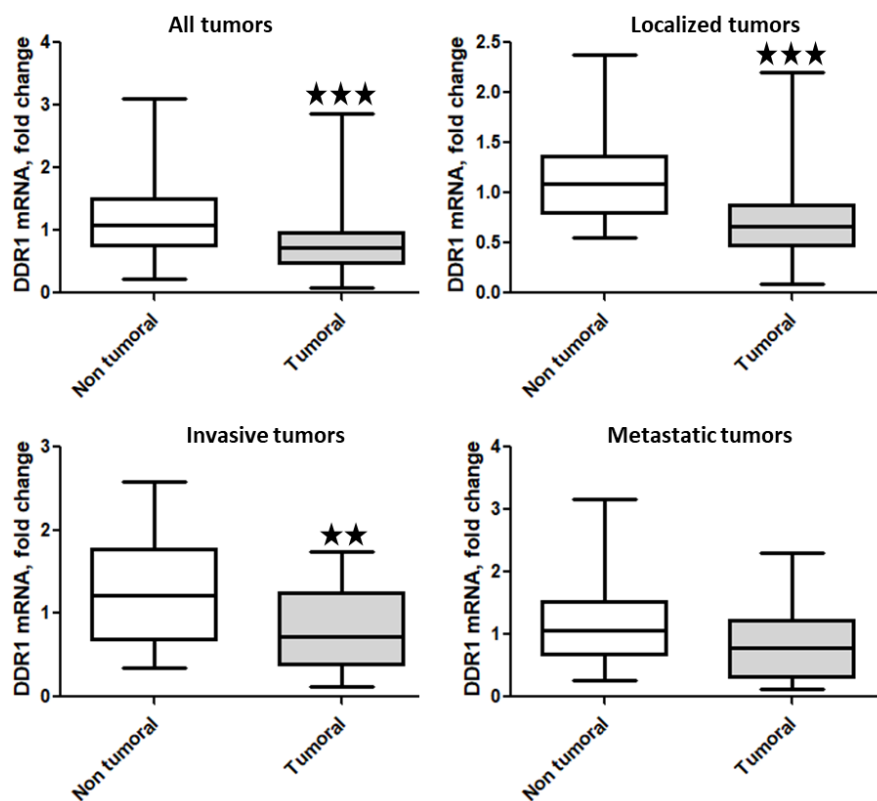 All tumors
DDR1 mRNA, fold change
4
3
2
1
0
★★★
Non tumoral
Tumoral
Localized tumors
DDR1 mRNA, fold change
2.5
2.0
1.5
1.0
0.5
0.0
★★★
Non tumoral
Tumoral
Invasive tumors
DDR1 mRNA, fold change
3
2
1
0
★★
Non tumoral
Tumoral
Metastatic tumors
DDR1 mRNA, fold change
4
3
2
1
0
Non tumoral
Tumoral